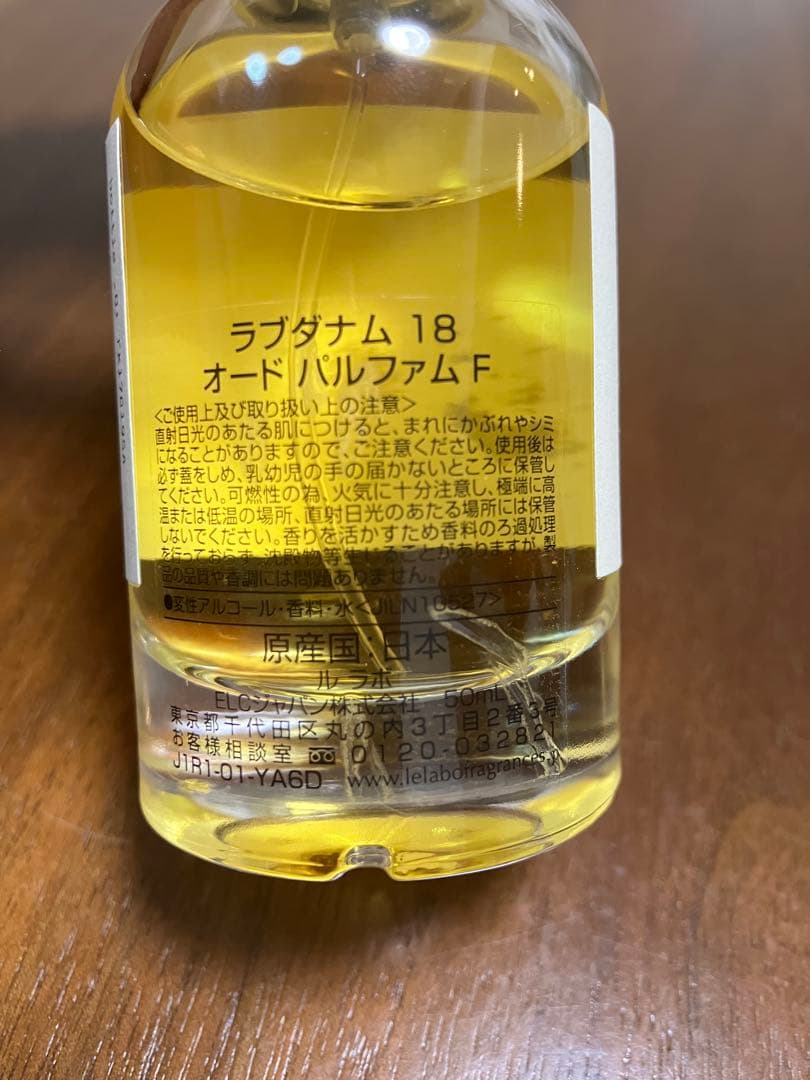 ラブダナム 18
オード パルファム F
<ご使用上及び取り扱い上の注意>
直射日光のあたる肌につけると、まれにかぶれやシミ
になることがありますので、ご注意ください。使用後は
必ず蓋をしめ、乳幼児の手の届かないところに保管し
てください。可燃性の為、火気に十分注意し、極端に高
温または低温の場所、直射日光のあたる場所には保管
しないでください。香りを活かすため香料のろ過処理
を行っておらず、沈殿物等生じることがありますが、製
品の品質や香調には問題ありません。
●変性アルコール・香料・水<JILN10527>
原産国:日本
ル ラボ
ELCジャパン株式会社 50mL
東京都千代田区丸の内3丁目2番3号
お客様相談室 0120-032821
J1R1-01-YA6D www.lelabofragrances.jp